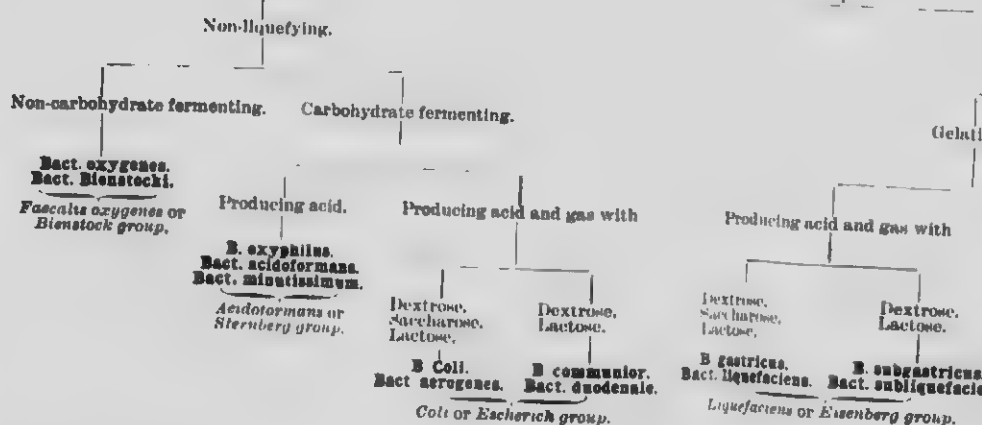 Non-liquefying.
Non-carbohydrate fermenting.
Carbohydrate fermenting.
Bact. oxygenes.
Bact. Bienstocki.
Faecalis oxygenes or
Bienstock group.
Producing acid.
B. oxyphilus.
Bact. acidoformans.
Bact. minutissimum.
Acidoformans or
Sternberg group.
Producing acid and gas with
Dextrose.
Saccharose.
Lactose.
B Coli.
Bact aerogenes.
Dextrose,
Lactose.
B communior.
Bact. duodenale.
Coli or Escherich group.
Gelati
Producing acid and gas with
Dextrose,
Saccharose,
Lactose,
B gastricus.
Bact. liquefaciens.
Dextrose,
Lactose.
B. subgastricus
Bact. subliquefacie
Liquefaciens or Eisenberg group.